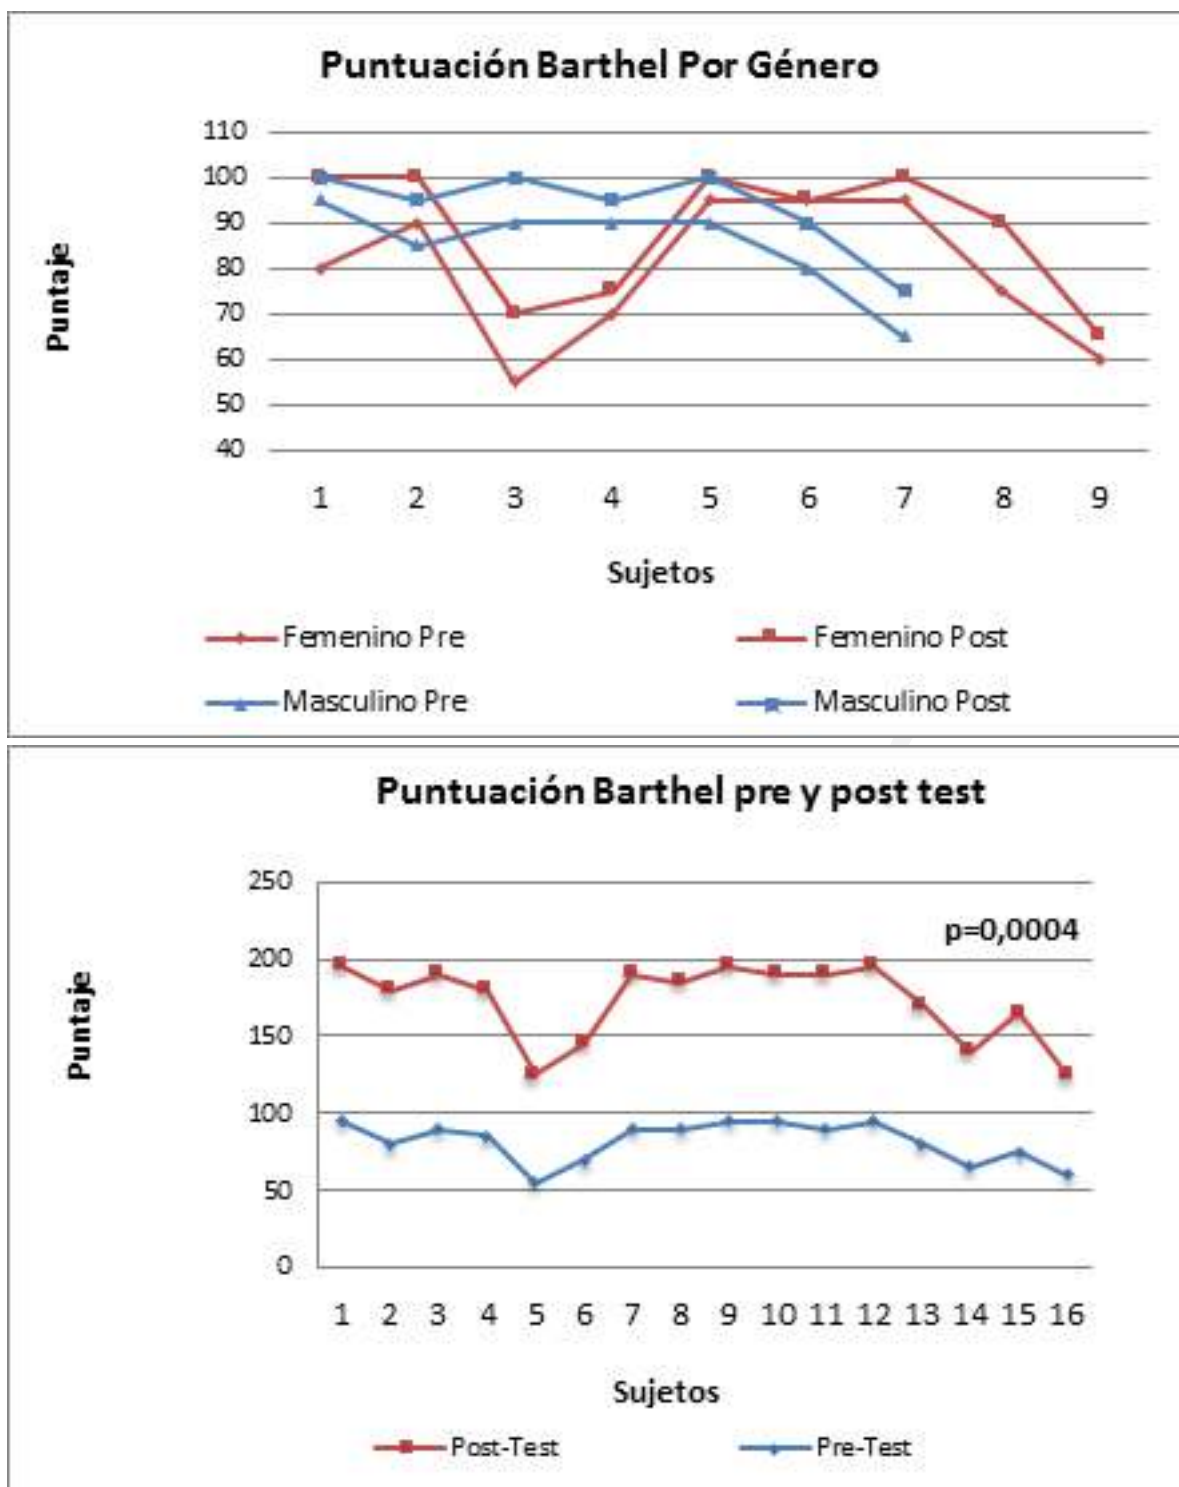 Puntuación Barthel Por Género
110
100
90
80
70
60
50
40
Puntaje
1 2 3 4 5 6 7 8 9
Sujetos
Femenino Pre Femenino Post
Masculino Pre Masculino Post
Puntuación Barthel pre y post test
250
200
150
100
50
0
p=0,0004
Puntaje
1 2 3 4 5 6 7 8 9 10 11 12 13 14 15 16
Sujetos
Post-Test Pre-Test